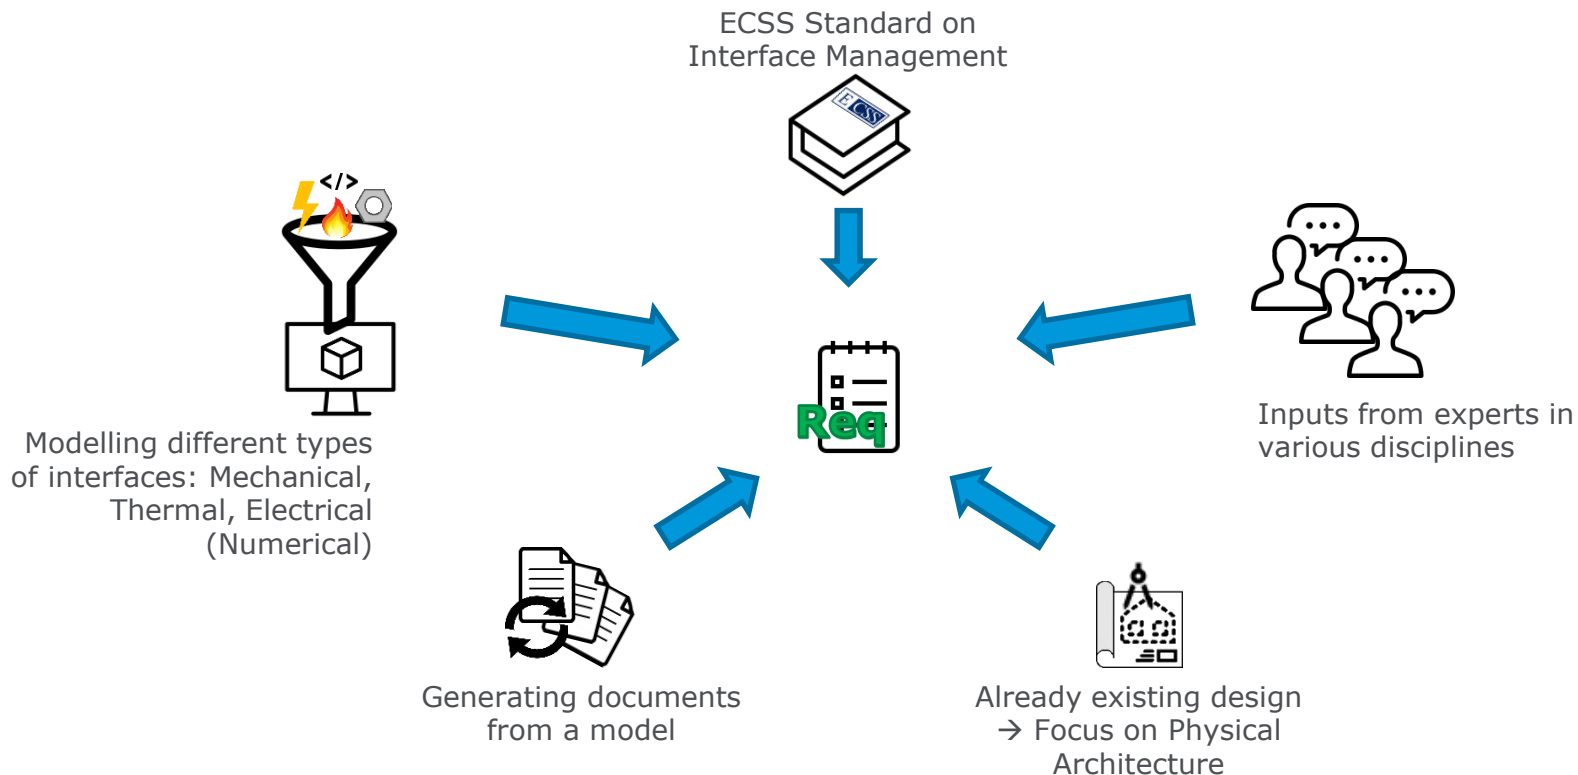 ECSS Standard on
Interface Management
E CSS
</>
Modelling different types
of interfaces: Mechanical,
Thermal, Electrical
(Numerical)
Req
Inputs from experts in
various disciplines
Generating documents
from a model
Already existing design
→ Focus on Physical
Architecture